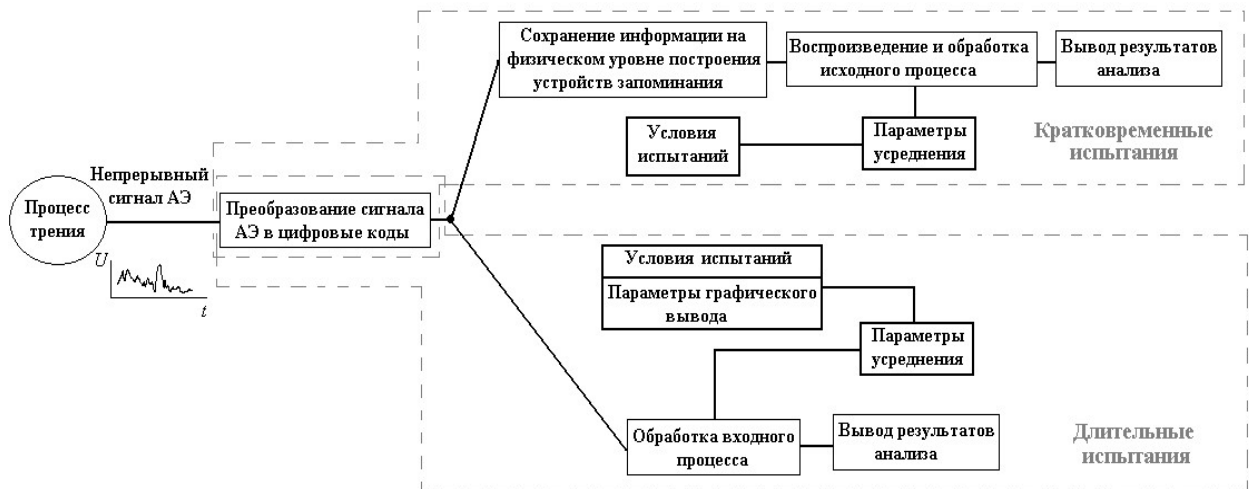 Сохранение информации на
физическом уровне построения
устройств запоминания
Воспроизведение и обработка
исходного процесса
Вывод результатов
анализа
Условия
испытаний
Параметры
усреднения
Кратковременные
испытания
Непрерывный
сигнал АЭ
Процесс
трения
Преобразование сигнала
АЭ в цифровые коды
U
t
Условия испытаний
Параметры графического
вывода
Параметры
усреднения
Обработка входного
процесса
Вывод результатов
анализа
Длительные
испытания